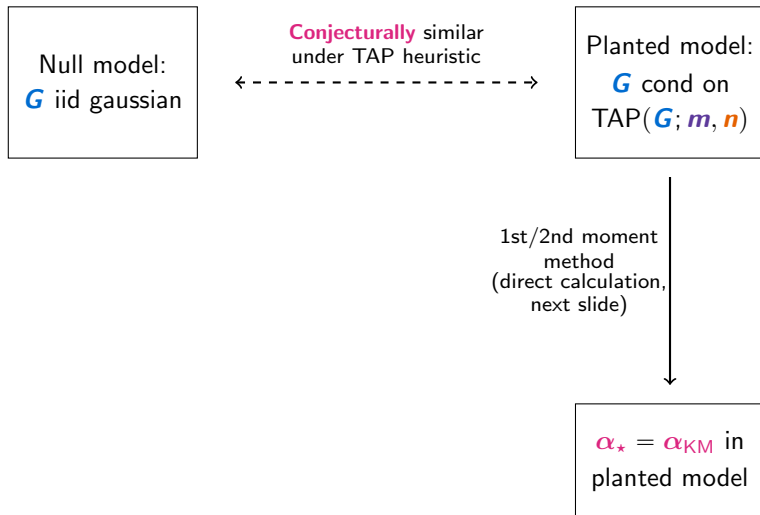 Null model:
G iid gaussian
Conjecturally similar
under TAP heuristic
Planted model:
G cond on
TAP(G; m, n)
1st/2nd moment
method
(direct calculation,
next slide)
α⋆ = αKM in
planted model